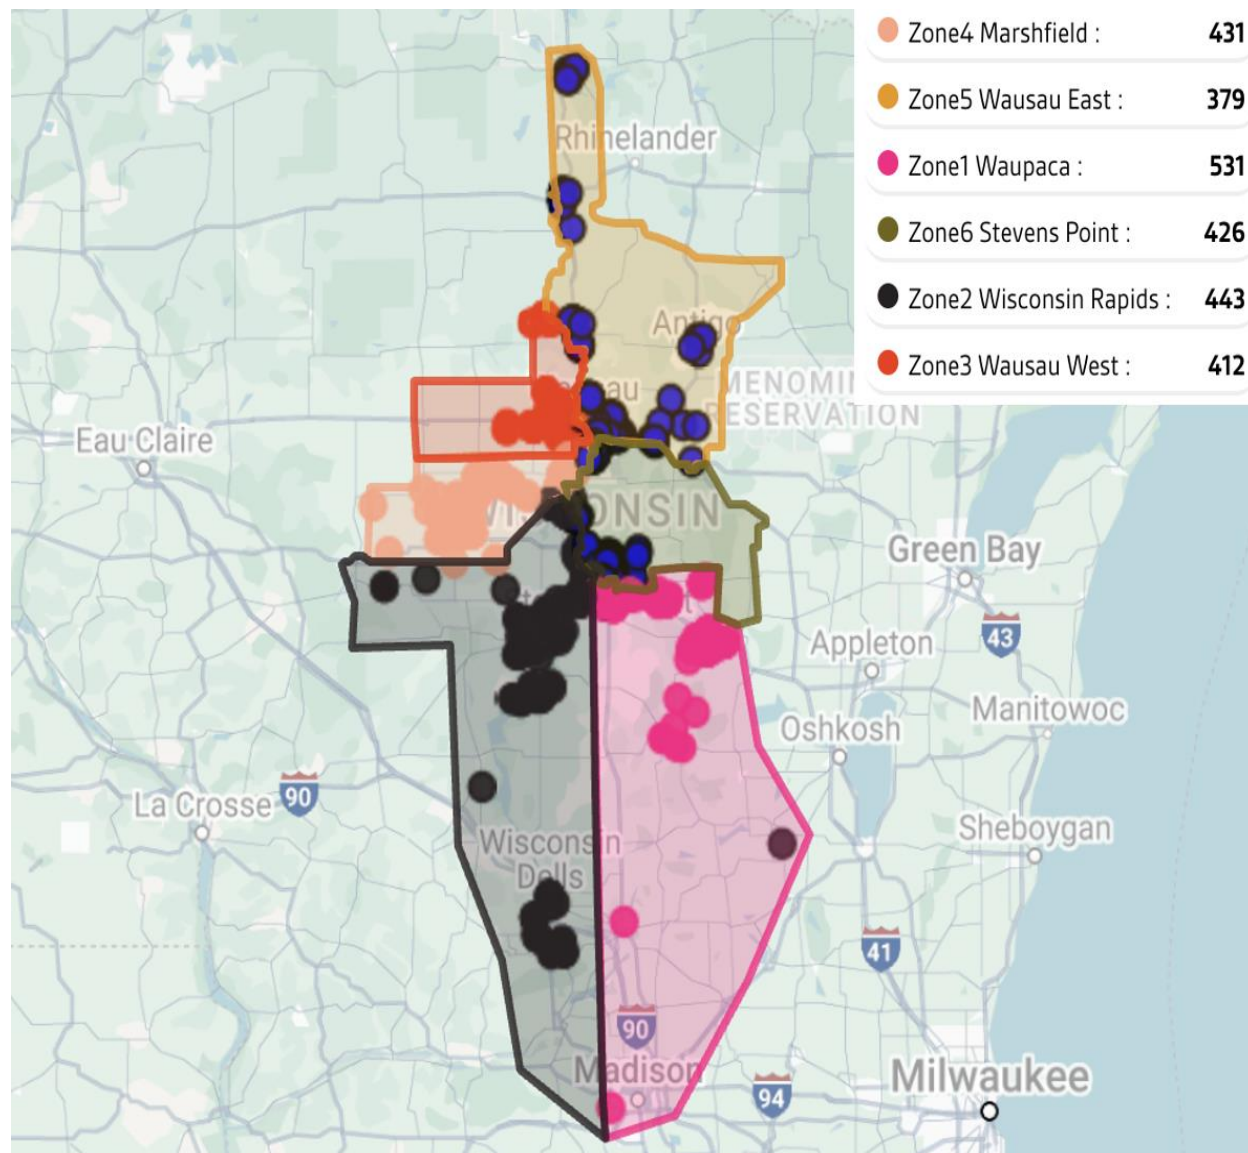 Zone4 Marshfield : 431
Zone5 Wausau East : 379
Zone1 Waupaca : 531
Zone6 Stevens Point : 426
Zone2 Wisconsin Rapids : 443
Zone3 Wausau West : 412
Rhinelander
Antigo
MENOMIN
RESERVATION
Eau Claire
WISCONSIN
Green Bay
43
Appleton
Manitowoc
Oshkosh
90
La Crosse
Sheboygan
Wisconsin
Dells
41
90
Madison
94
Milwaukee